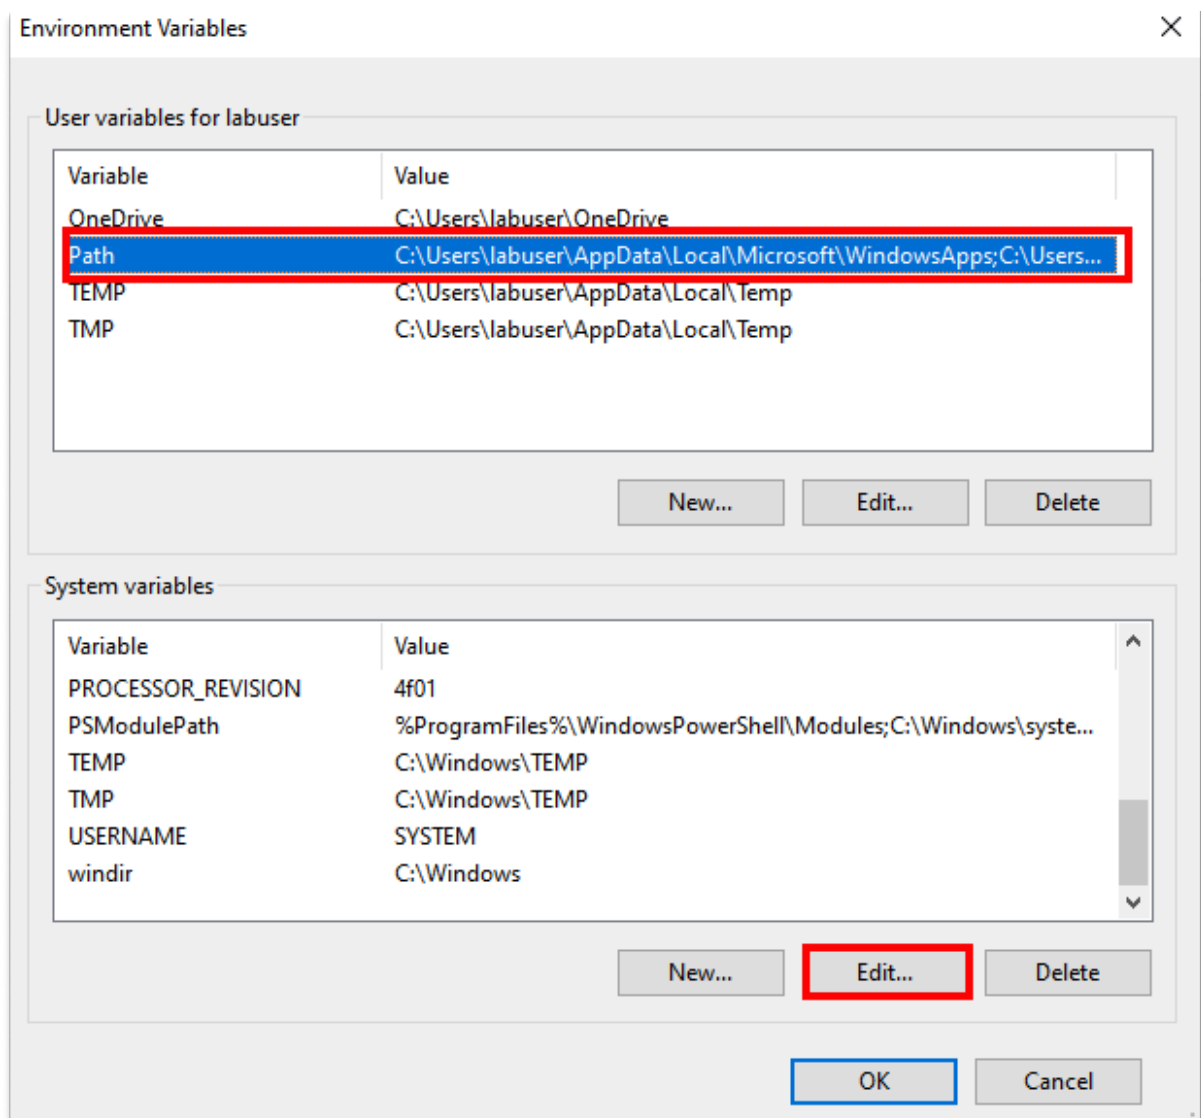 Environment Variables
User variables for labuser
Variable Value
OneDrive C:\Users\labuser\OneDrive
Path C:\Users\labuser\AppData\Local\Microsoft\WindowsApps;C:\Users...
TEMP C:\Users\labuser\AppData\Local\Temp
TMP C:\Users\labuser\AppData\Local\Temp
New... Edit... Delete
System variables
Variable Value
PROCESSOR_REVISION 4f01
PSModulePath %ProgramFiles%\WindowsPowerShell\Modules;C:\Windows\syste...
TEMP C:\Windows\TEMP
TMP C:\Windows\TEMP
USERNAME SYSTEM
windir C:\Windows
New... Edit... Delete
OK Cancel